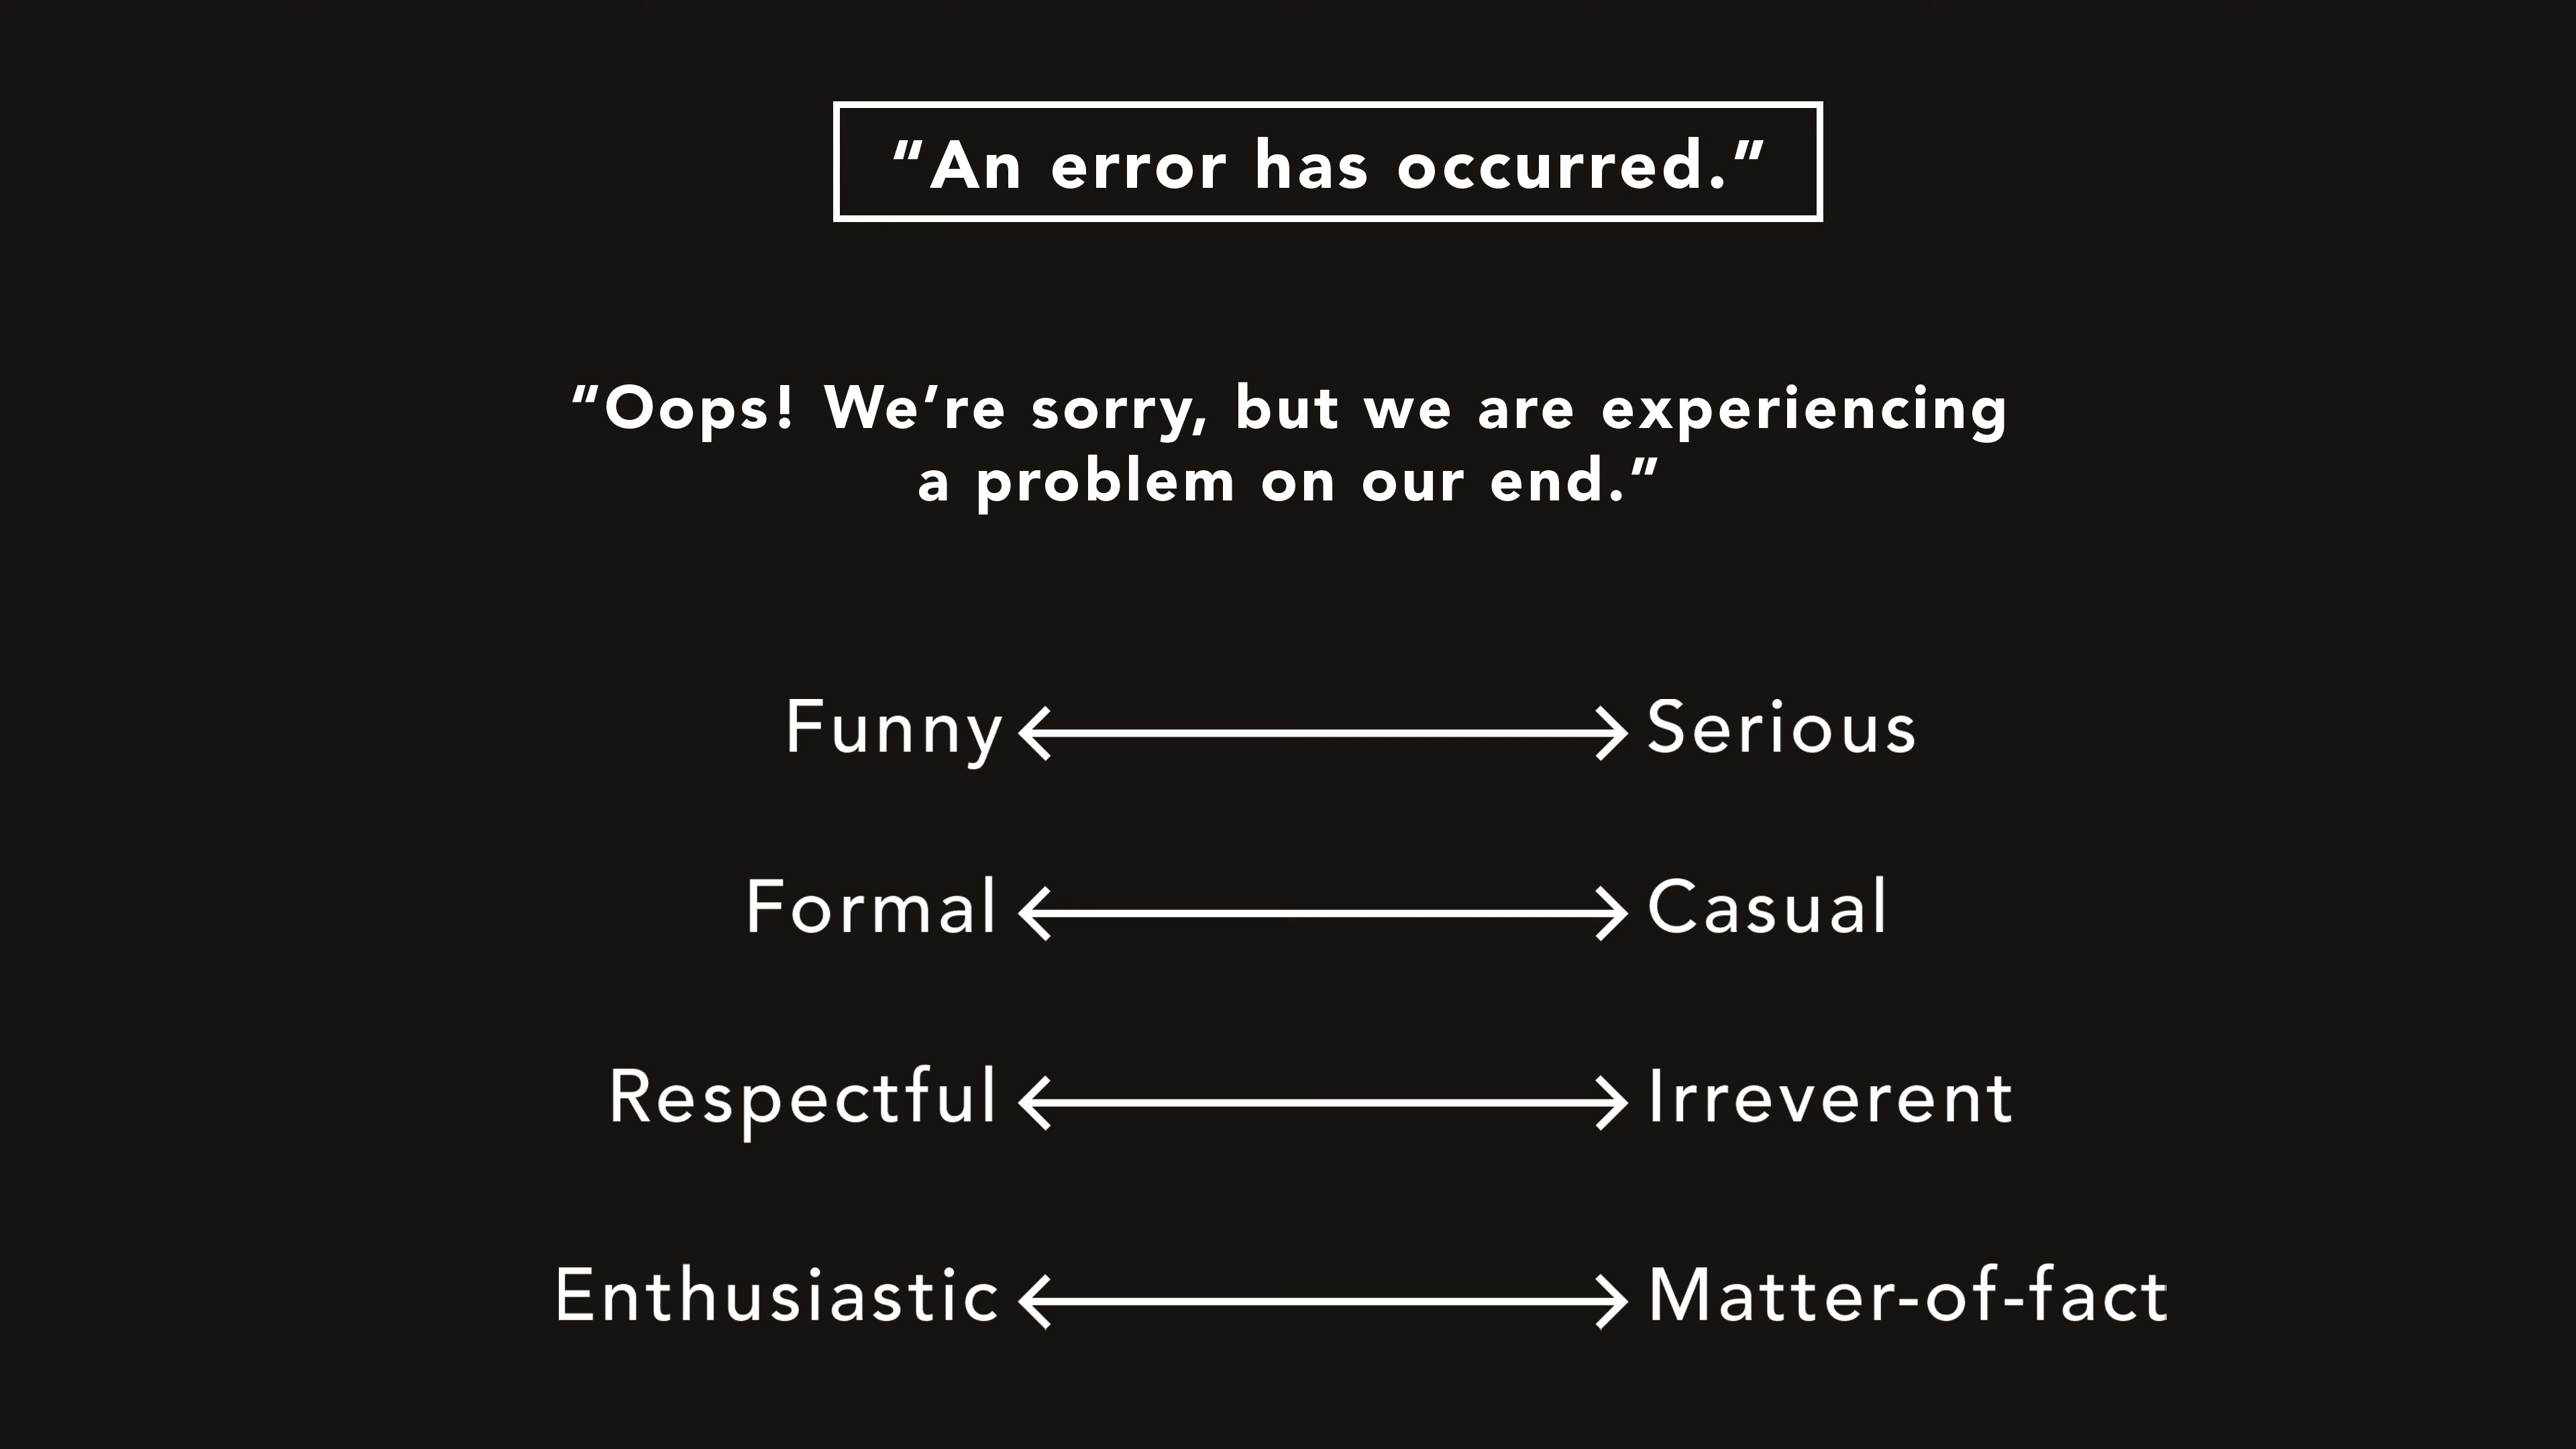 “An error has occurred.”
“Oops! We’re sorry, but we are experiencing
a problem on our end.”
Funny Serious
Formal Casual
Respectful Irreverent
Enthusiastic Matter-of-fact